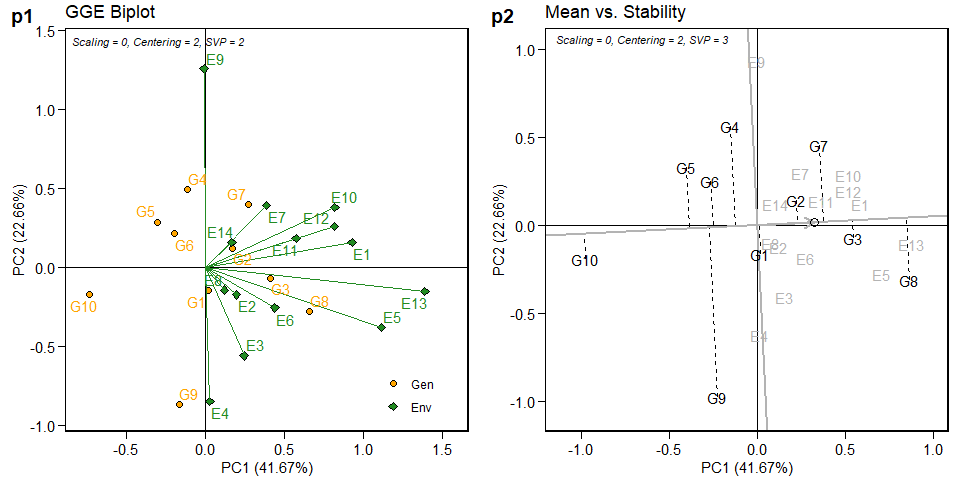 p1
GGE Biplot
Scaling = 0, Centering = 2, SVP = 2
1.5
1.0
0.5
0.0
-0.5
-1.0
PC2 (22.66%)
E9
G4
G7
E10
G5
E7
E12
G6
E14
G2
E11
E1
E8
G3
G10
G1
E2
G8
E13
E6
E5
E3
G9
E4
Gen
Env
-0.5
0.0
0.5
1.0
1.5
PC1 (41.67%)
p2
Mean vs. Stability
Scaling = 0, Centering = 2, SVP = 3
1.0
0.5
0.0
-0.5
-1.0
PC2 (22.66%)
E9
G4
G7
G5
E7
E10
G6
E12
G2
E11
E14
E1
G3
E8
E2
E13
G1
G10
E6
E5
G8
E3
E4
G9
-1.0
-0.5
0.0
0.5
1.0
PC1 (41.67%)